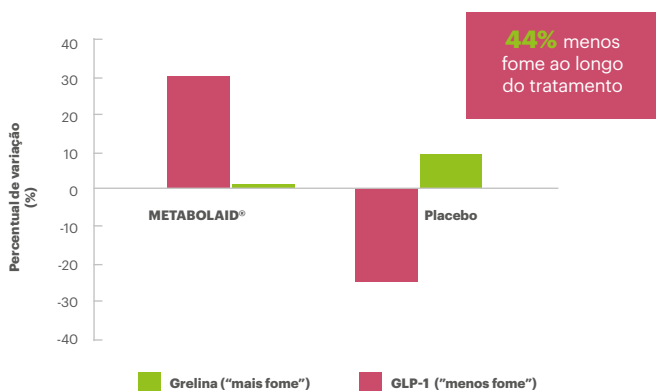 44% menos
fome ao longo
do tratamento
Percentual de variação
(%)
40
30
20
10
0
-10
-20
-30
-40
METABOLAID®
Placebo
Grelina (“mais fome”)
GLP-1 (”menos fome”)